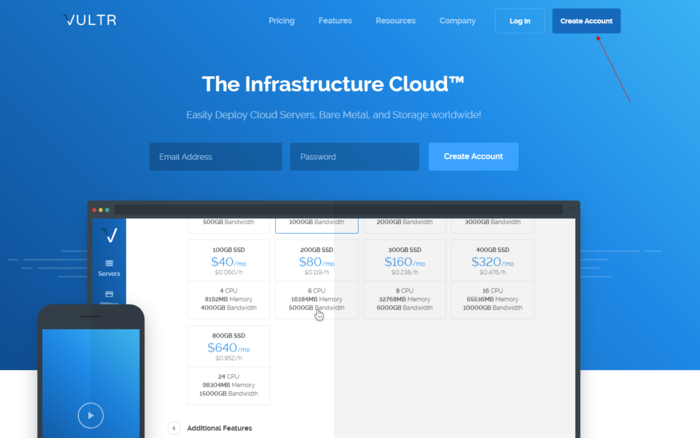 VULTR
Pricing Features Resources Company Log In Create Account
The Infrastructure Cloud™
Easily Deploy Cloud Servers, Bare Metal, and Storage worldwide!
Email Address Password Create Account
500GB Bandwidth 1000GB Bandwidth 2000GB Bandwidth 3000GB Bandwidth
100GB SSD 200GB SSD 300GB SSD 400GB SSD
$40/mo $80/mo $160/mo $320/mo
$0.060/h $0.119/h $0.238/h $0.476/h
Servers
4 CPU 6 CPU 8 CPU 16 CPU
8192MB Memory 16384MB Memory 32768MB Memory 65536MB Memory
4000GB Bandwidth 5000GB Bandwidth 6000GB Bandwidth 10000GB Bandwidth
800GB SSD
$640/mo
$0.952/h
24 CPU
98304MB Memory
15000GB Bandwidth
4 Additional Features